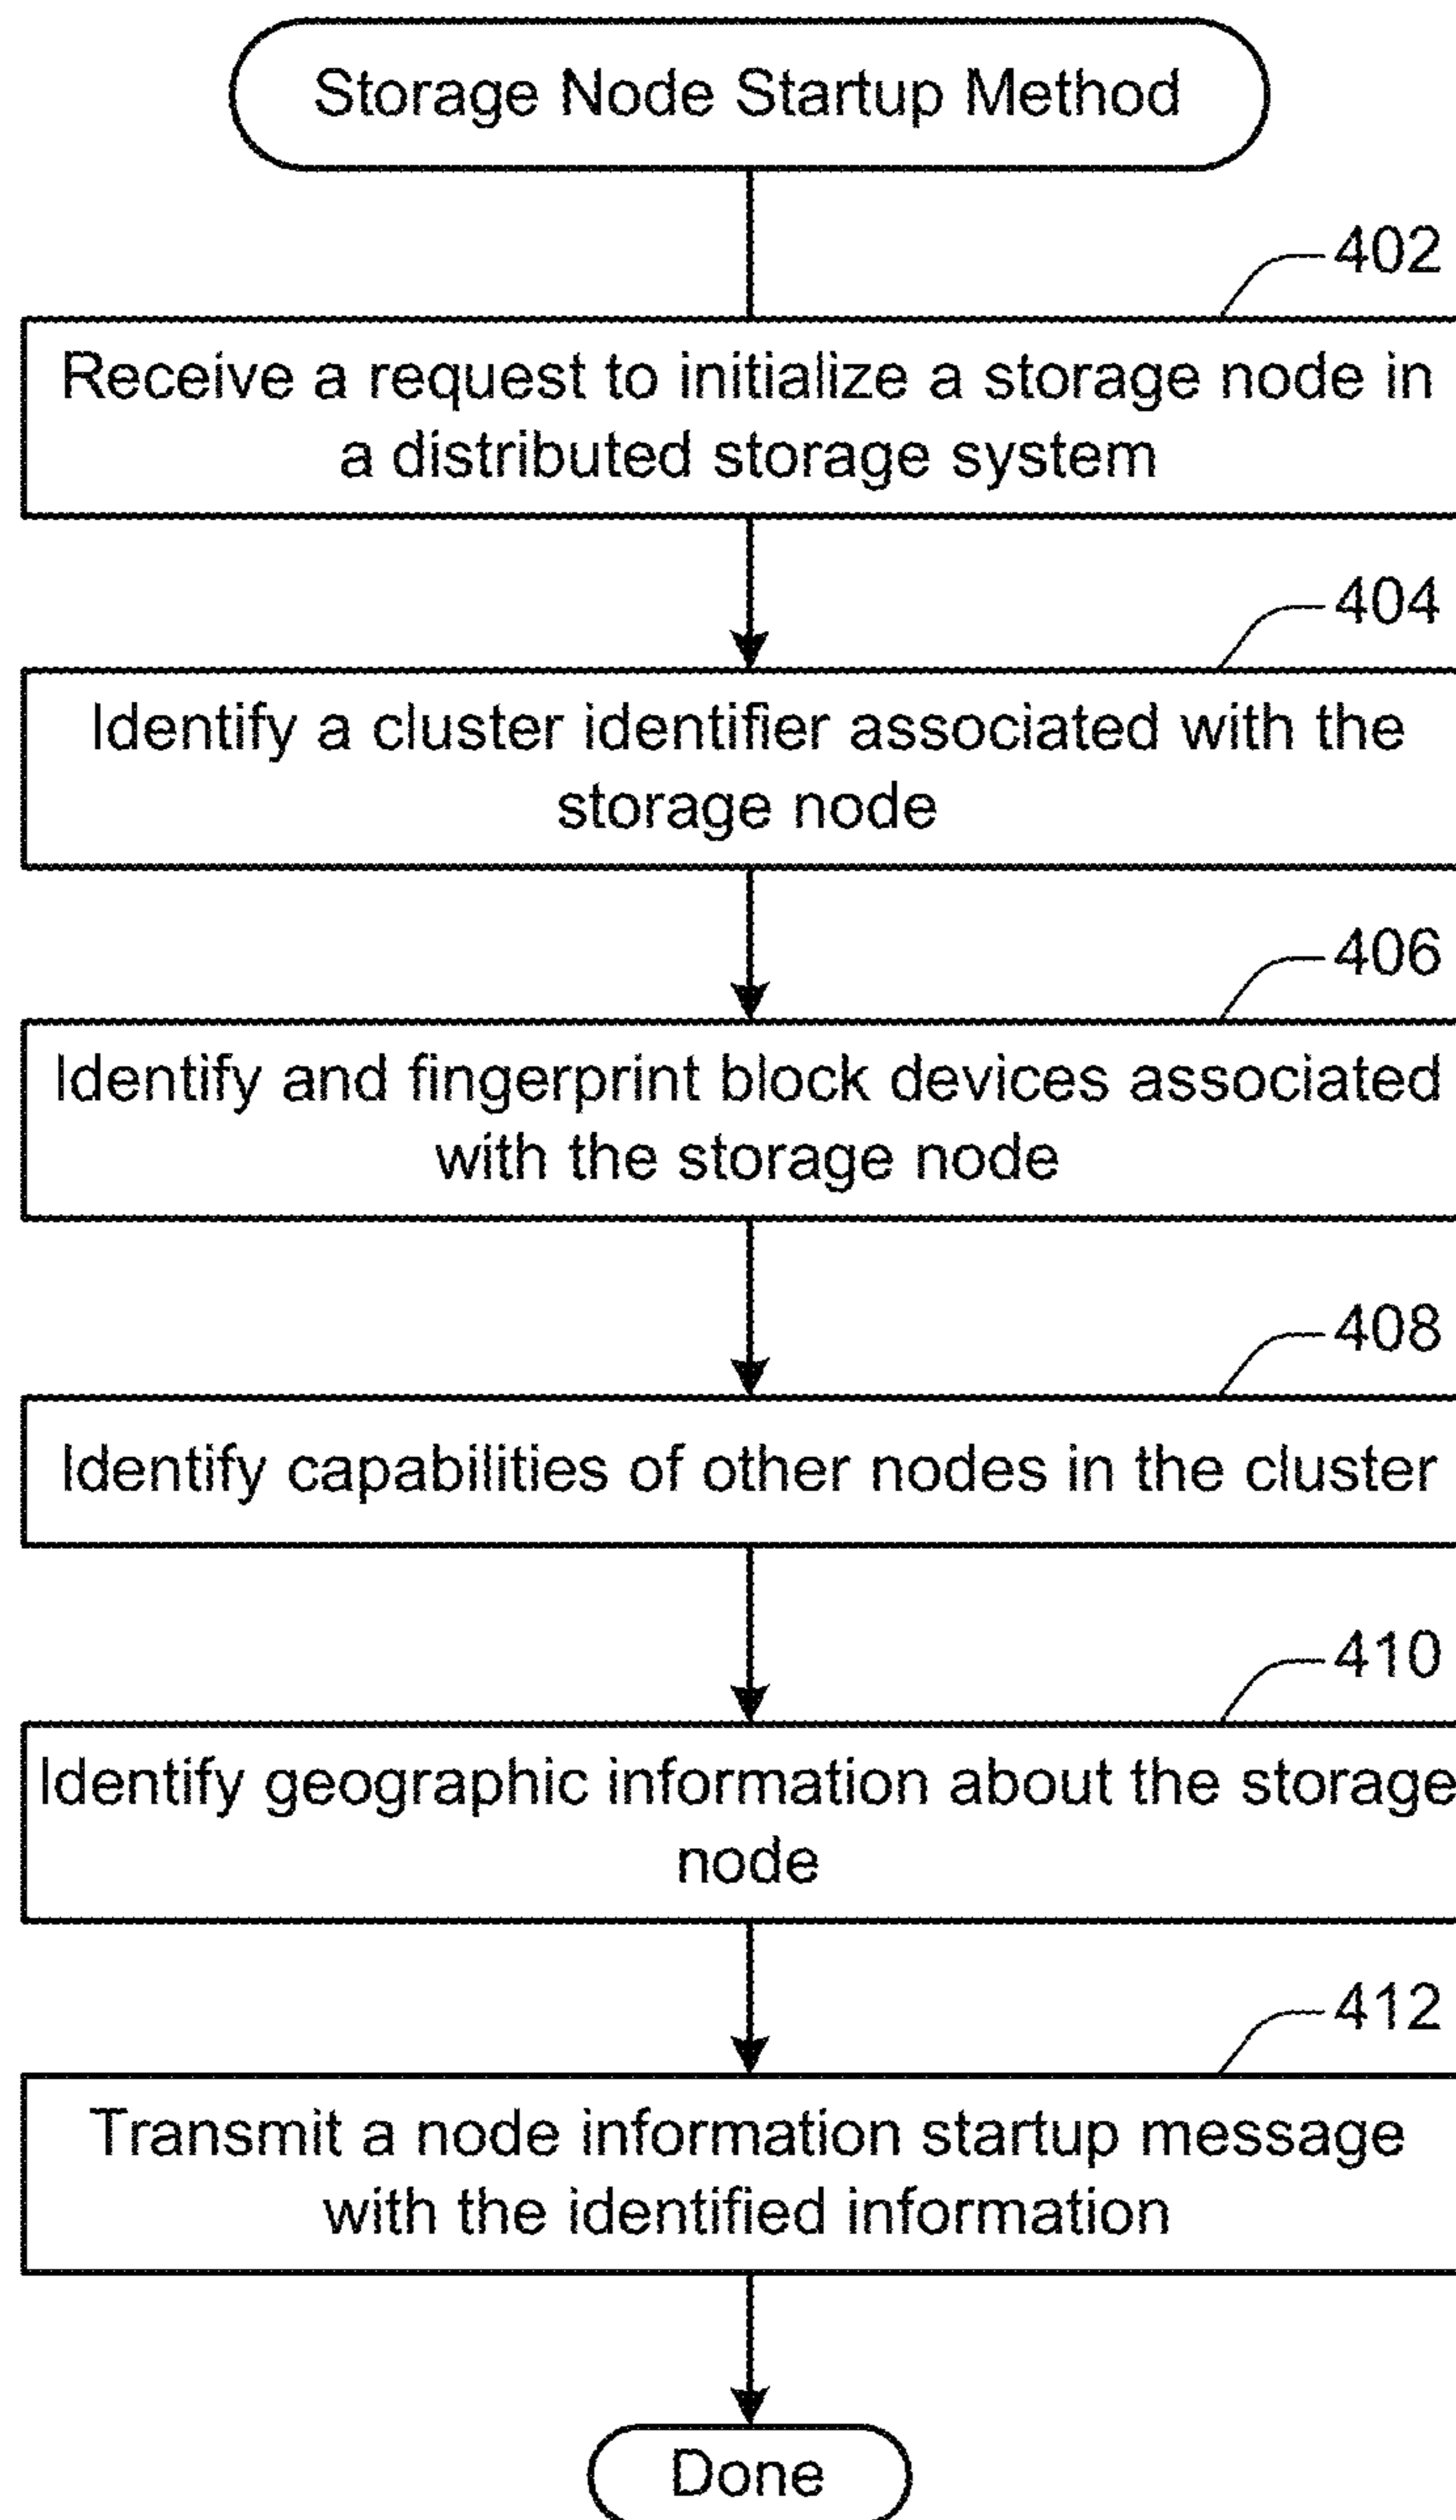 Storage Node Startup Method
402
Receive a request to initialize a storage node in
a distributed storage system
404
Identify a cluster identifier associated with the
storage node
406
Identify and fingerprint block devices associated
with the storage node
408
Identify capabilities of other nodes in the cluster
410
Identify geographic information about the storage
node
412
Transmit a node information startup message
with the identified information
Done